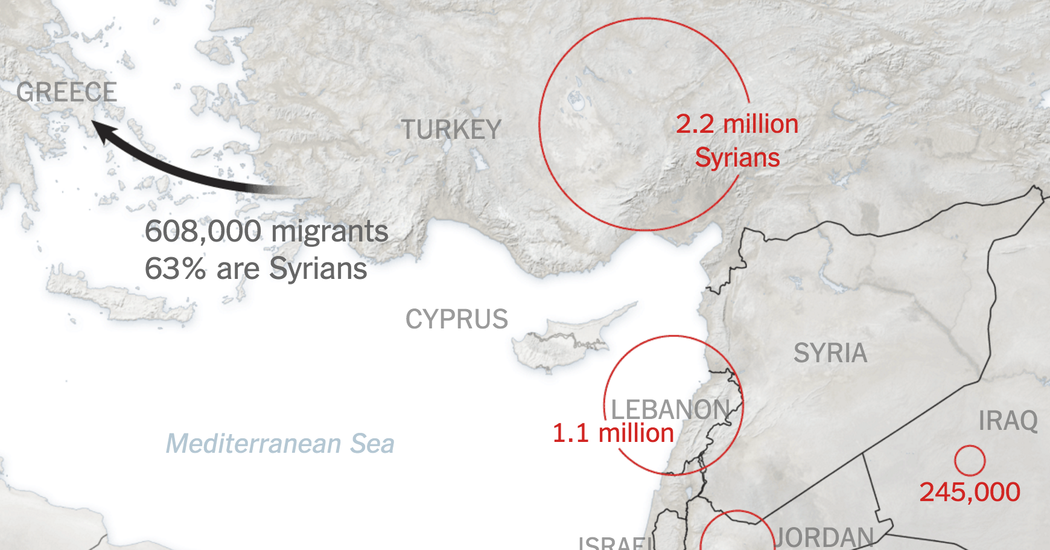 GREECE
TURKEY
2.2 million
Syrians
608,000 migrants
63% are Syrians
CYPRUS
SYRIA
LEBANON
1.1 million
IRAQ
Mediterranean Sea
245,000
JORDAN
ISRAEL